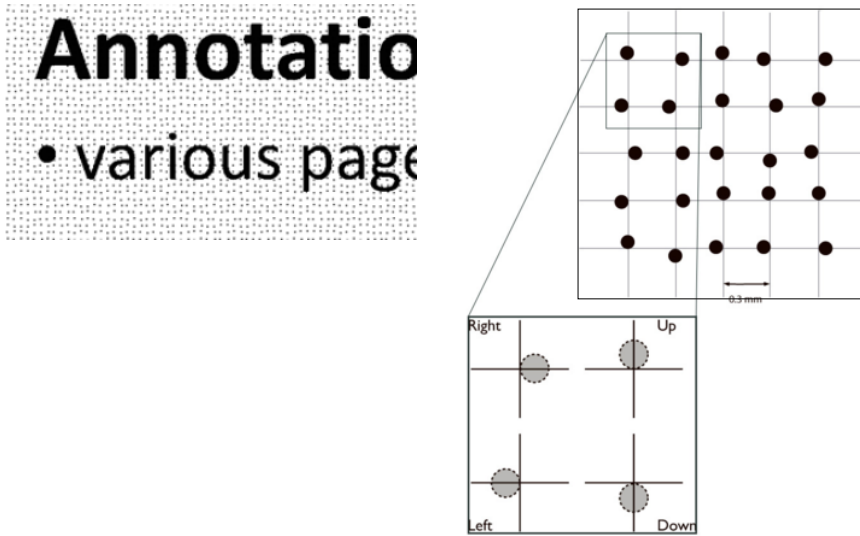 Annotatio
• various page
0.3 mm
Right Up
Left Down